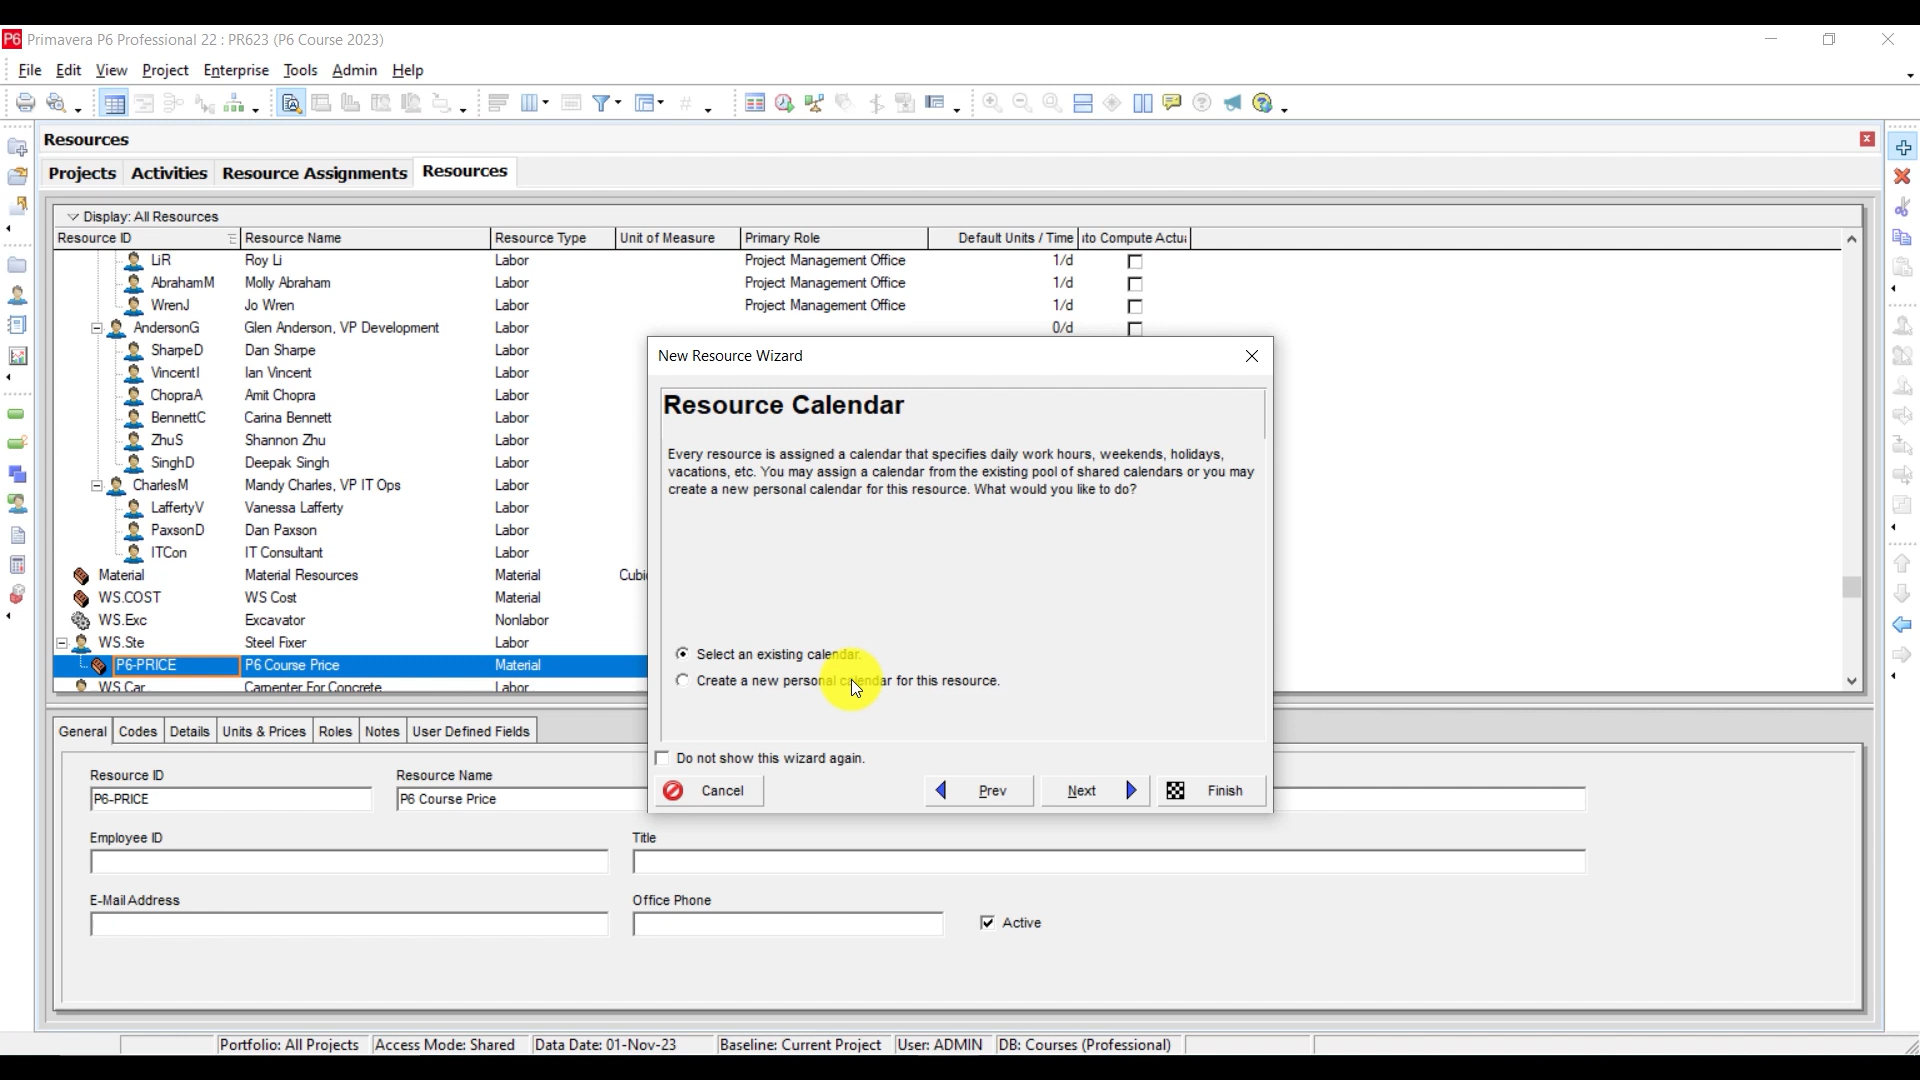 P6 Primavera P6 Professional 22 : PR623 (P6 Course 2023)
File Edit View Project Enterprise Tools Admin Help
Resources
Projects Activities Resource Assignments Resources
Display: All Resources
Resource ID Resource Name Resource Type Unit of Measure Primary Role Default Units / Time ito Compute Actu
LiR Roy Li Labor Project Management Office 1/d
AbrahamM Molly Abraham Labor Project Management Office 1/d
WrenJ Jo Wren Labor Project Management Office 1/d
AndersonG Glen Anderson, VP Development Labor 0/d
SharpeD Dan Sharpe Labor
VincentI Ian Vincent Labor
ChopraA Amit Chopra Labor
BennettC Carina Bennett Labor
ZhuS Shannon Zhu Labor
SinghD Deepak Singh Labor
CharlesM Mandy Charles, VP IT Ops Labor
LaffertyV Vanessa Lafferty Labor
PaxsonD Dan Paxson Labor
ITCon IT Consultant Labor
Material Material Resources Material Cubi
WS.COST WS Cost Material
WS.Exc Excavator Nonlabor
WS.Ste Steel Fixer Labor
P6-PRICE P6 Course Price Material
WS.Car Carpenter For Concrete Labor
New Resource Wizard
Resource Calendar
Every resource is assigned a calendar that specifies daily work hours, weekends, holidays,
vacations, etc. You may assign a calendar from the existing pool of shared calendars or you may
create a new personal calendar for this resource. What would you like to do?
Select an existing calendar.
Create a new personal calendar for this resource.
Do not show this wizard again.
Cancel Prev Next Finish
General Codes Details Units & Prices Roles Notes User Defined Fields
Resource ID Resource Name
P6-PRICE P6 Course Price
Employee ID Title
E-Mail Address Office Phone
Active
Portfolio: All Projects Access Mode: Shared Data Date: 01-Nov-23 Baseline: Current Project User: ADMIN DB: Courses (Professional)